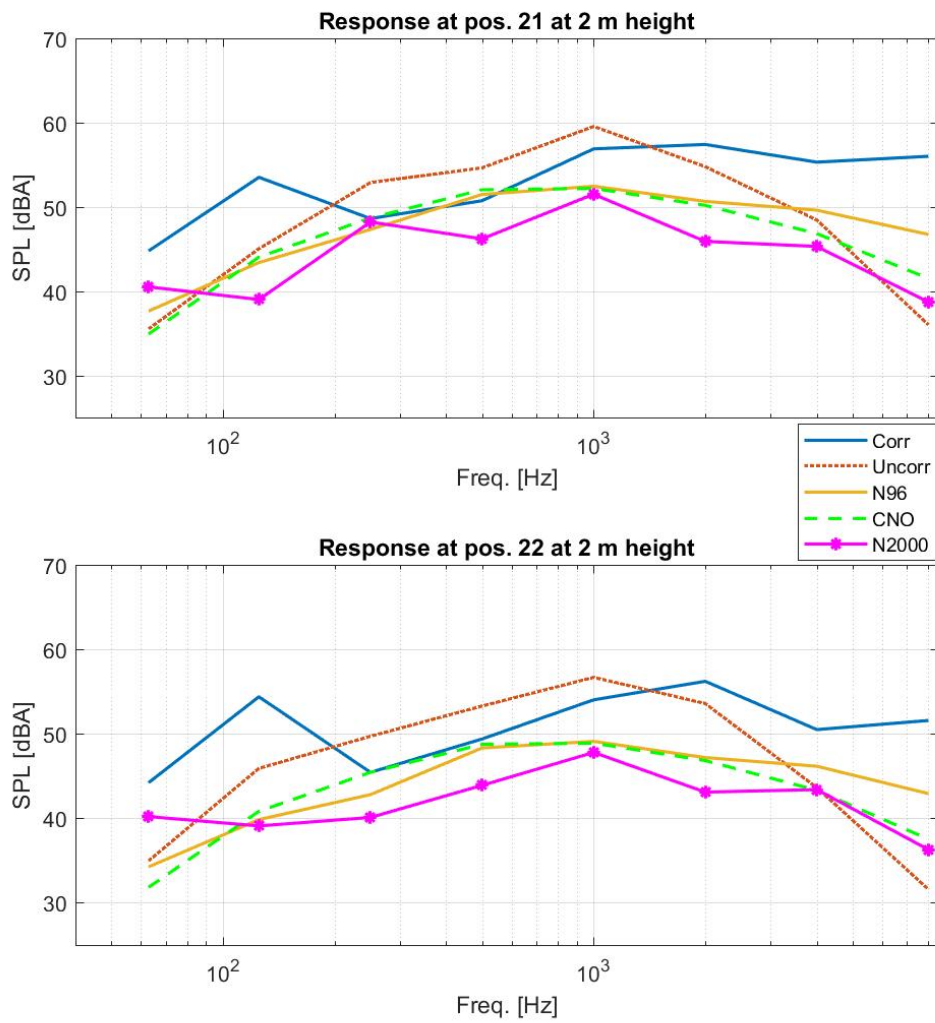 Response at pos. 21 at 2 m height
70
60
50
40
30
SPL [dBA]
10^2
10^3
Freq. [Hz]
Corr
Uncorr
N96
CNO
N2000
Response at pos. 22 at 2 m height
70
60
50
40
30
SPL [dBA]
10^2
10^3
Freq. [Hz]